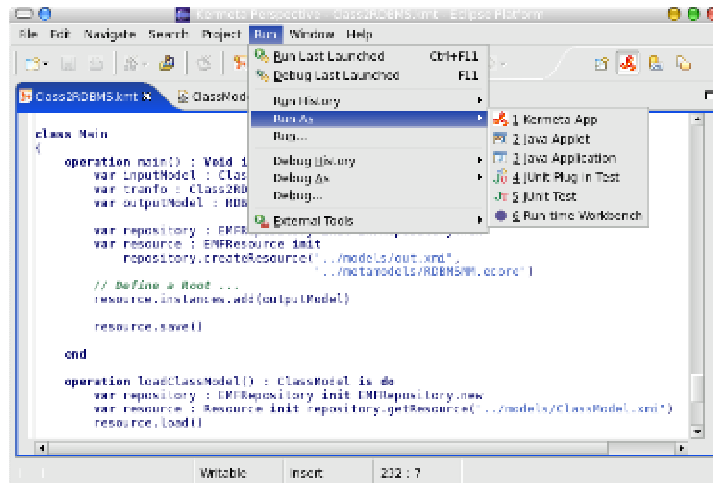 Kermeta Perspective - Class2RDBMS.kmt - Eclipse Platform
File Edit Navigate Search Project Run Window Help
Class2RDBMS.kmt
ClassMod
Run Last Launched Ctrl+F11
Debug Last Launched F11
Run History
Run As
Run...
Debug History
Debug As
Debug...
External Tools
1 Kermeta App
2 Java Applet
3 Java Application
4 JUnit Plug-in Test
5 JUnit Test
6 Run-time Workbench
class Main
{
operation main() : Void i
var inputModel : Clas
var tranfo : Class2RD
var outputModel : RDB
var repository : EMFR
var resource : EMFResource init
repository.createResource("../models/out.xmi",
"../metamodels/RDBMSMM.ecore")
// Define a Root ...
resource.instances.add(outputModel)
resource.save()
end
operation loadClassModel() : ClassModel is do
var repository : EMFRepository init EMFRepository.new
var resource : Resource init repository.getResource("../models/ClassModel.xmi")
resource.load()
Writable Insert 232 : 7